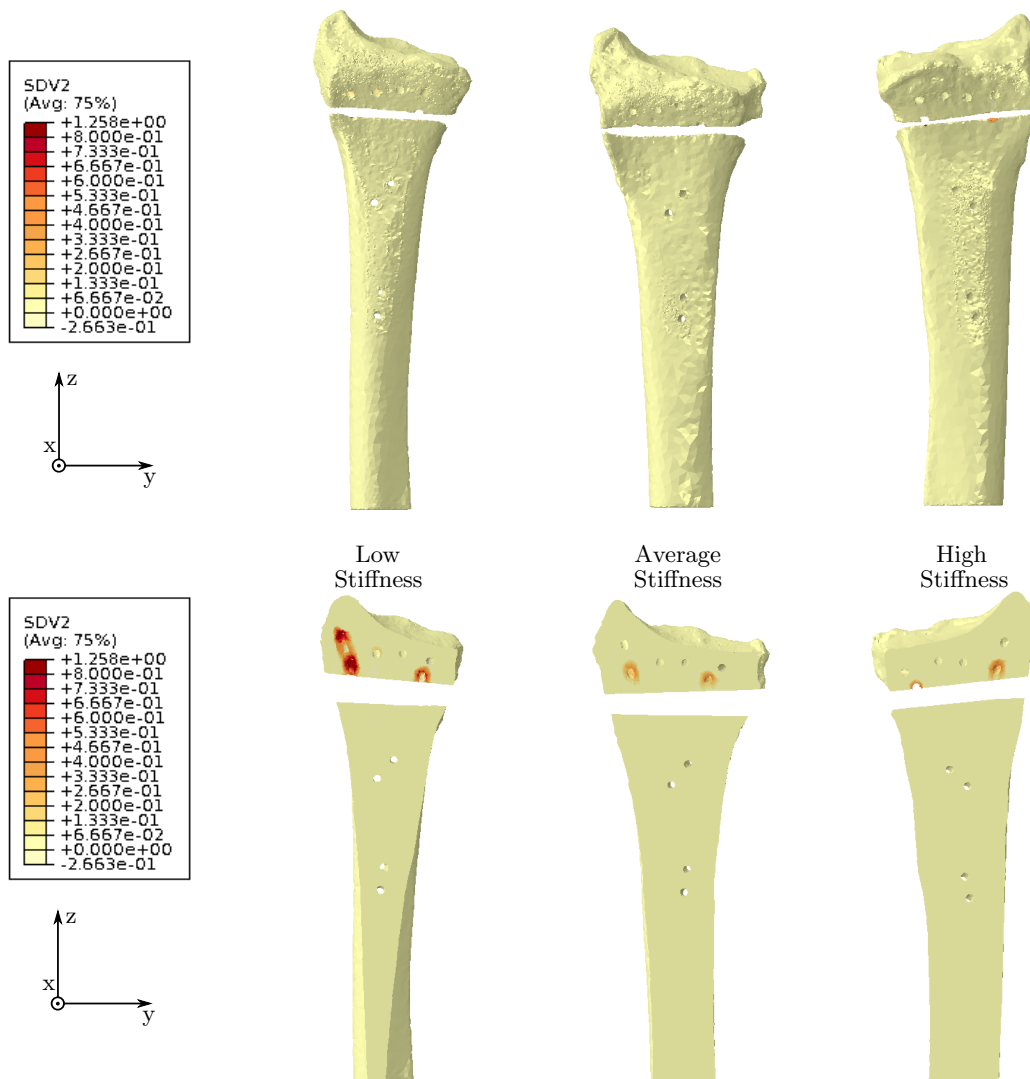 SDV2
(Avg: 75%)
+1.258e+00
+8.000e-01
+7.333e-01
+6.667e-01
+6.000e-01
+5.333e-01
+4.667e-01
+4.000e-01
+3.333e-01
+2.667e-01
+2.000e-01
+1.333e-01
+6.667e-02
+0.000e+00
-2.663e-01
z
x
y
Low
Stiffness
Average
Stiffness
High
Stiffness
SDV2
(Avg: 75%)
+1.258e+00
+8.000e-01
+7.333e-01
+6.667e-01
+6.000e-01
+5.333e-01
+4.667e-01
+4.000e-01
+3.333e-01
+2.667e-01
+2.000e-01
+1.333e-01
+6.667e-02
+0.000e+00
-2.663e-01
z
x
y